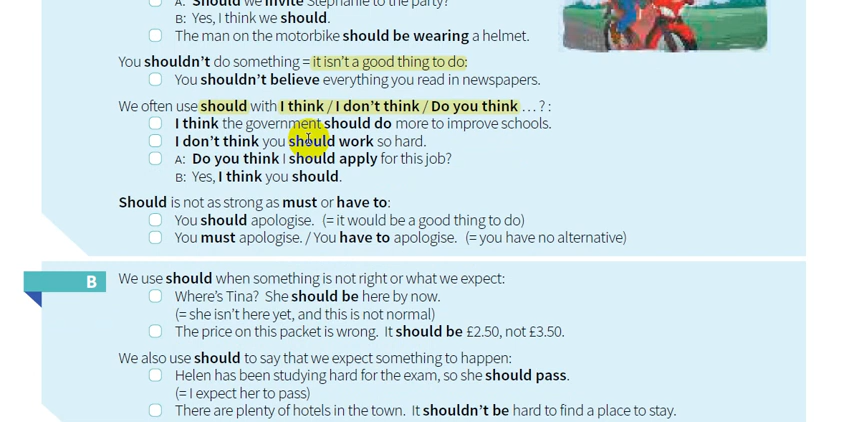 A: Should we invite Stephanie to the party?
B: Yes, I think we should.
The man on the motorbike should be wearing a helmet.
You shouldn't do something = it isn't a good thing to do:
You shouldn't believe everything you read in newspapers.
We often use should with I think / I don't think / Do you think … ? :
I think the government should do more to improve schools.
I don't think you should work so hard.
A: Do you think I should apply for this job?
B: Yes, I think you should.
Should is not as strong as must or have to:
You should apologise. (= it would be a good thing to do)
You must apologise. / You have to apologise. (= you have no alternative)
B
We use should when something is not right or what we expect:
Where's Tina? She should be here by now.
(= she isn't here yet, and this is not normal)
The price on this packet is wrong. It should be £2.50, not £3.50.
We also use should to say that we expect something to happen:
Helen has been studying hard for the exam, so she should pass.
(= I expect her to pass)
There are plenty of hotels in the town. It shouldn't be hard to find a place to stay.